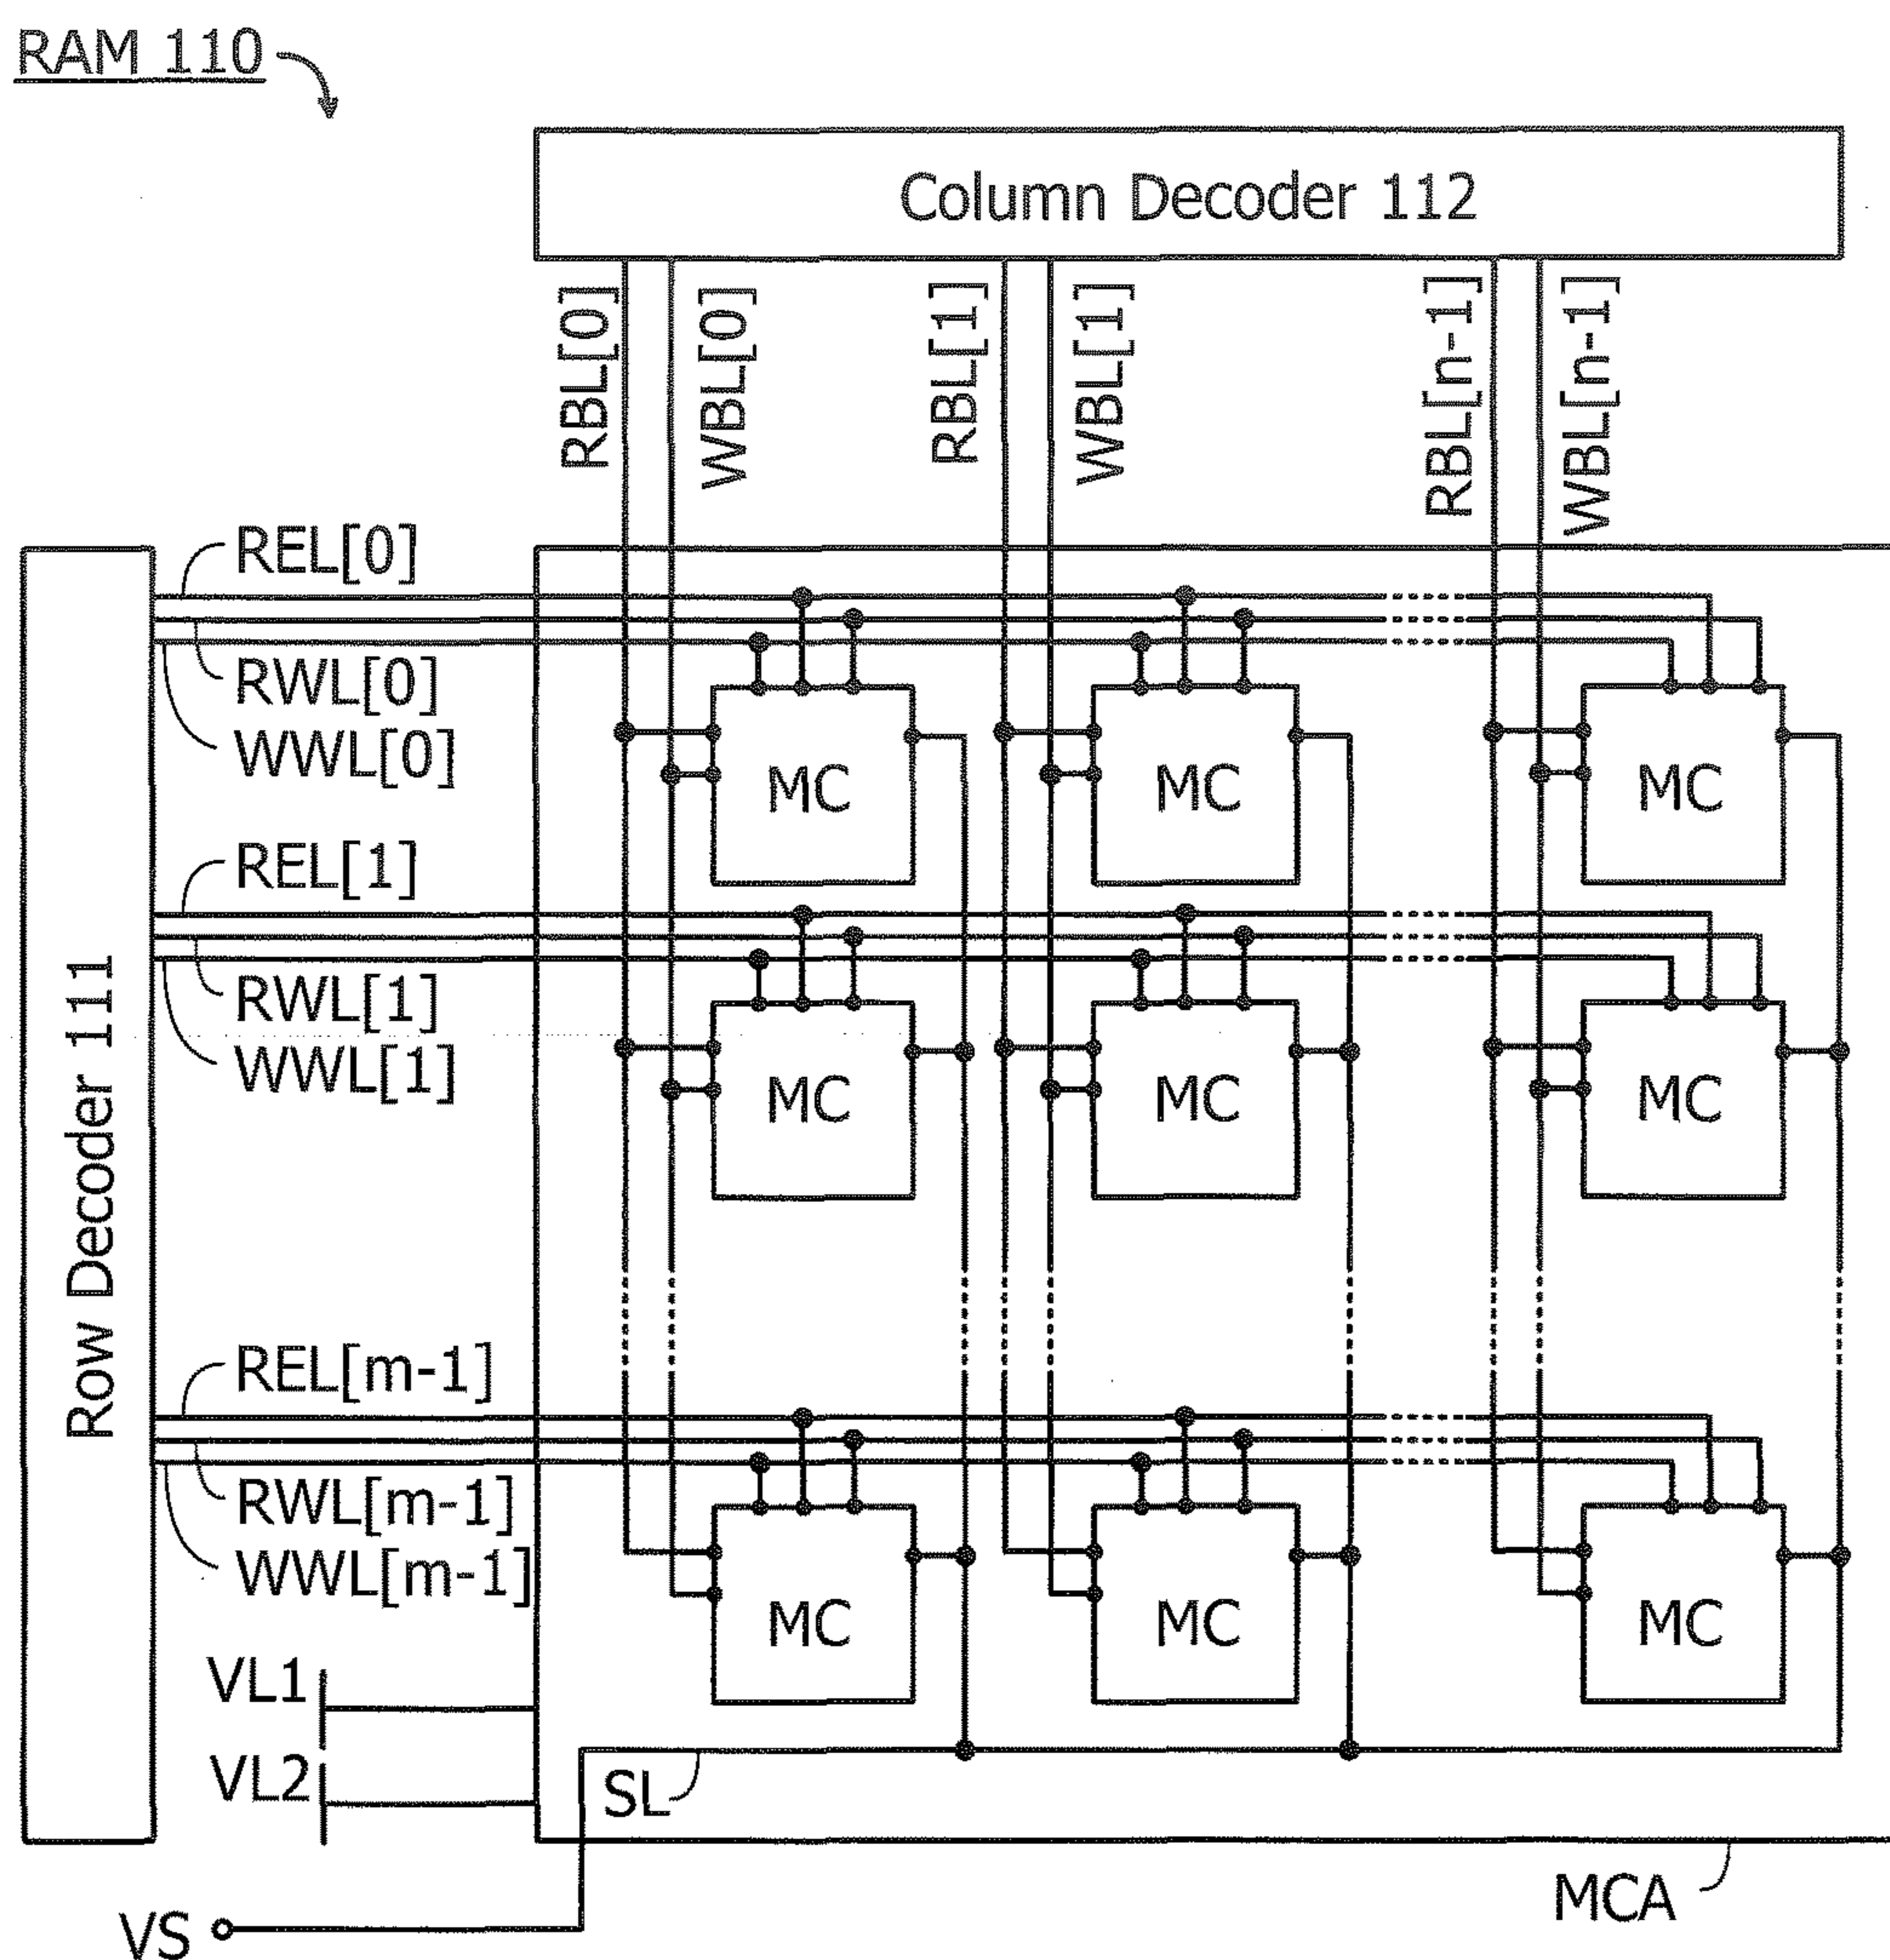 RAM 110
Column Decoder 112
RBL[0]
WBL[0]
RBL[1]
WBL[1]
RBL[n-1]
WBL[n-1]
Row Decoder 111
REL[0]
RWL[0]
WWL[0]
MC MC MC
REL[1]
RWL[1]
WWL[1]
MC MC MC
REL[m-1]
RWL[m-1]
WWL[m-1]
MC MC MC
VL1
VL2
SL
MCA
VS